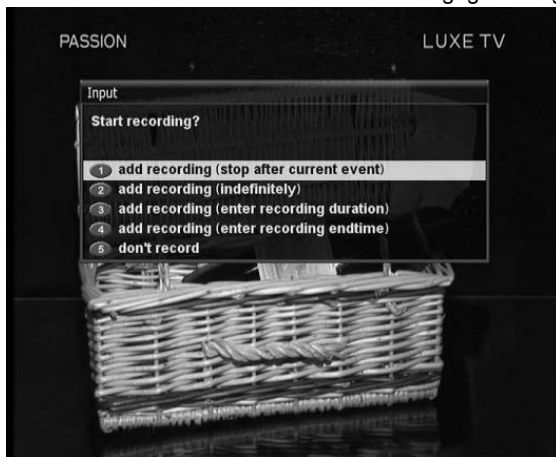 PASSION LUXE TV
Input
Start recording?
1 add recording (stop after current event)
2 add recording (indefinitely)
3 add recording (enter recording duration)
4 add recording (enter recording endtime)
5 don't record